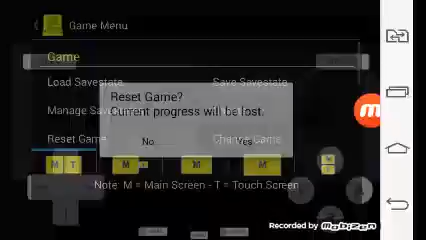 Game Menu
Game
Load Savestate Save Savestate
Manage Savestate
Reset Game?
Current progress will be lost.
Reset Game Change Game
No Yes
M T M M M M
Note: M = Main Screen - T = Touch Screen
M
Recorded by Mobizen